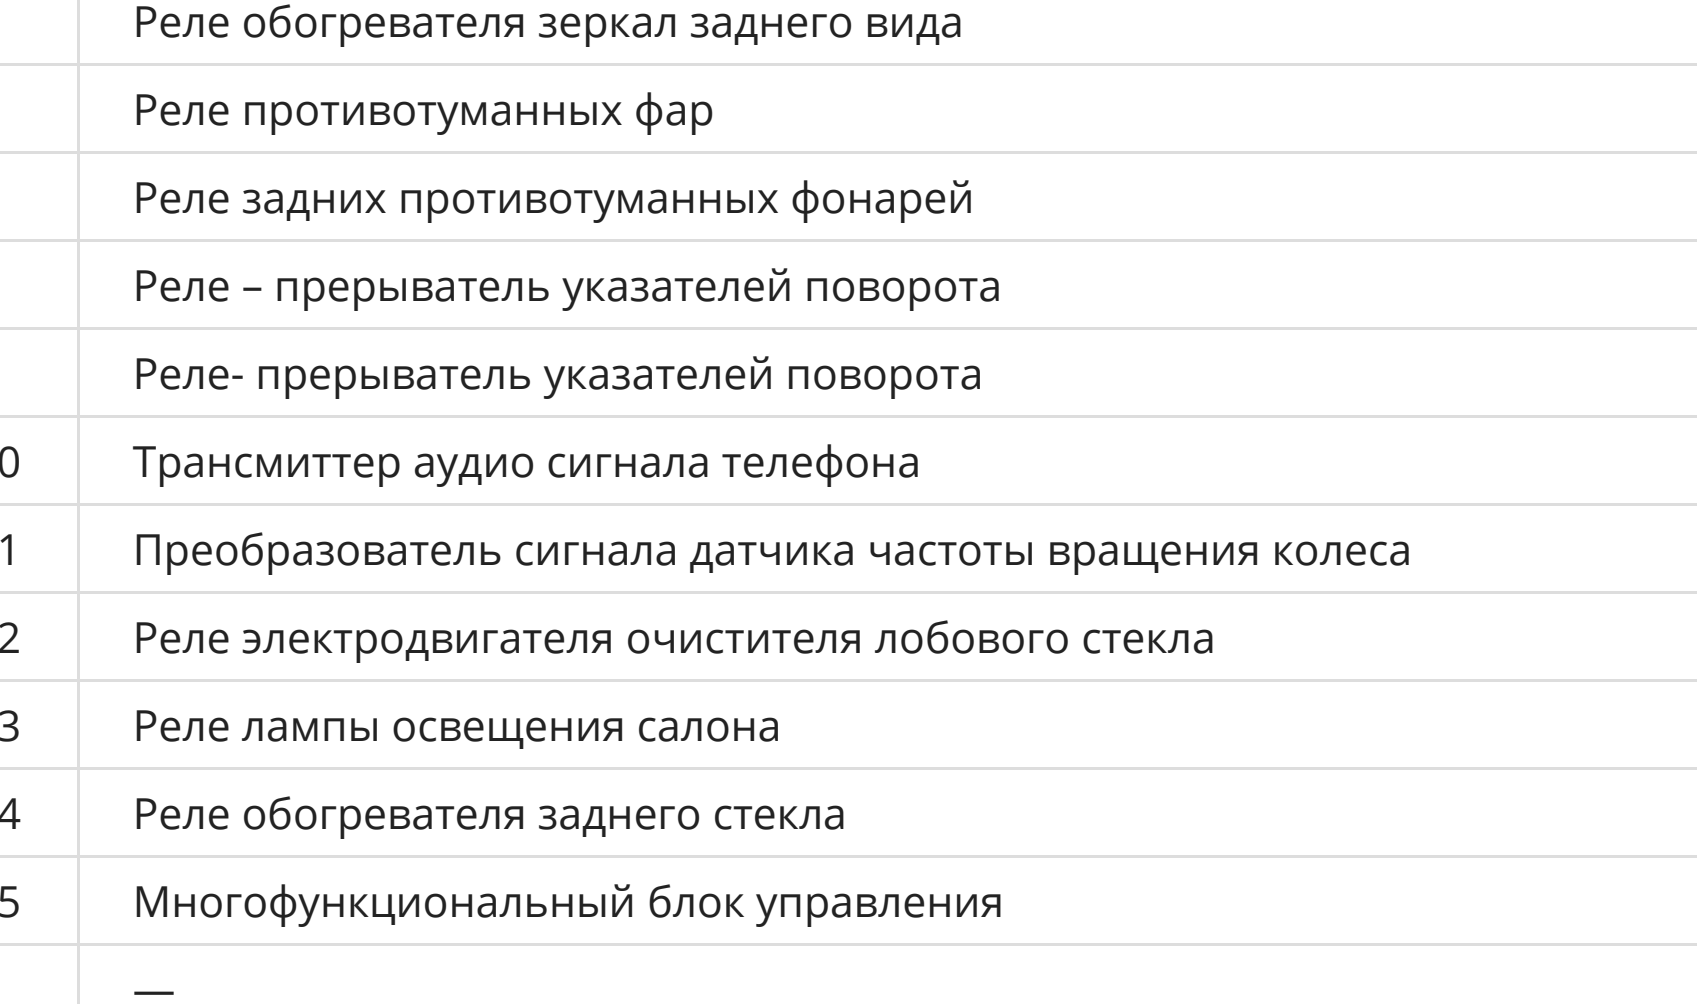 Реле обогревателя зеркал заднего вида
Реле противотуманных фар
Реле задних противотуманных фонарей
Реле – прерыватель указателей поворота
Реле- прерыватель указателей поворота
0 Трансмиттер аудио сигнала телефона
1 Преобразователь сигнала датчика частоты вращения колеса
2 Реле электродвигателя очистителя лобового стекла
3 Реле лампы освещения салона
4 Реле обогревателя заднего стекла
5 Многофункциональный блок управления
—